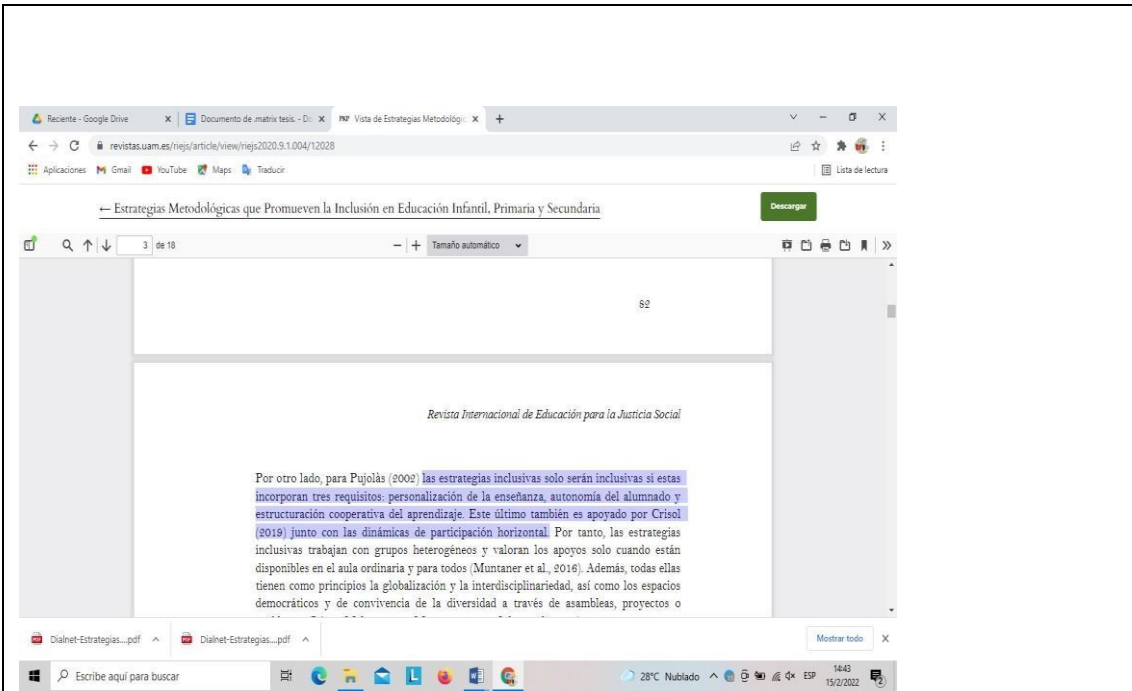 Reciente - Google Drive
Documento de .matrix tesis. - Do
Vista de Estrategias Metodológic
revistas.uam.es/riejs/article/view/riejs2020.9.1.004/12028
Aplicaciones Gmail YouTube Maps Traducir
Lista de lectura
← Estrategias Metodológicas que Promueven la Inclusión en Educación Infantil, Primaria y Secundaria
Descargar
3 de 18
Tamaño automático
82
Revista Internacional de Educación para la Justicia Social
Por otro lado, para Pujolàs (2002) las estrategias inclusivas solo serán inclusivas si estas
incorporan tres requisitos: personalización de la enseñanza, autonomía del alumnado y
estructuración cooperativa del aprendizaje. Este último también es apoyado por Crisol
(2019) junto con las dinámicas de participación horizontal. Por tanto, las estrategias
inclusivas trabajan con grupos heterogéneos y valoran los apoyos solo cuando están
disponibles en el aula ordinaria y para todos (Muntaner et al., 2016). Además, todas ellas
tienen como principios la globalización y la interdisciplinariedad, así como los espacios
democráticos y de convivencia de la diversidad a través de asambleas, proyectos o
Dialnet-Estrategias....pdf
Dialnet-Estrategias....pdf
Mostrar todo
Escribe aquí para buscar
28°C Nublado
ESP
14:43
15/2/2022